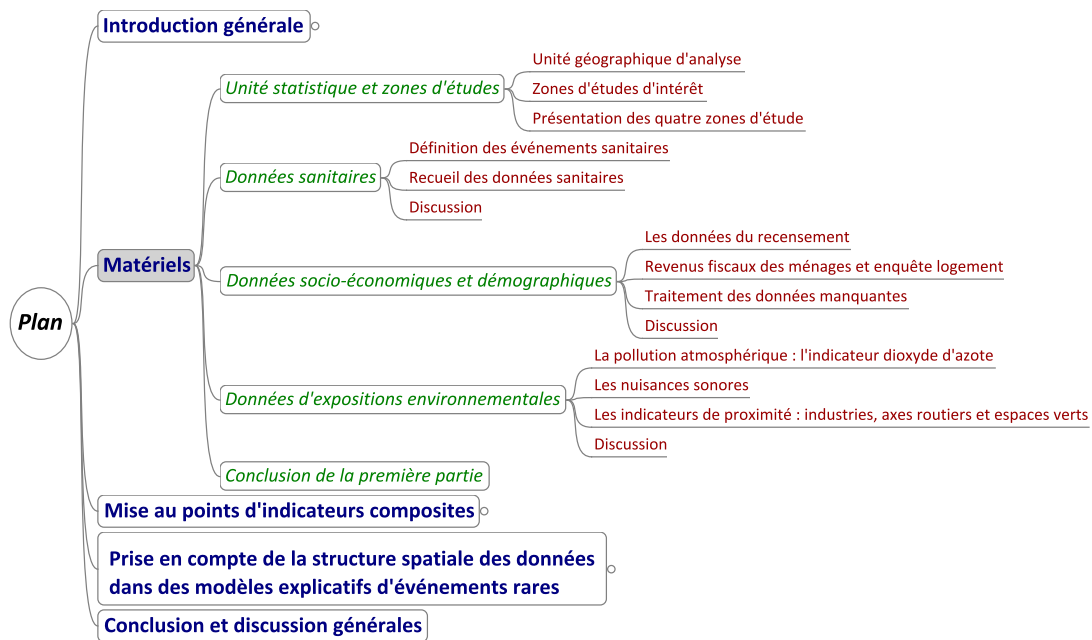 Plan
Introduction générale
Matériels
Unité statistique et zones d'études
Unité géographique d'analyse
Zones d'études d'intérêt
Présentation des quatre zones d'étude
Données sanitaires
Définition des événements sanitaires
Recueil des données sanitaires
Discussion
Données socio-économiques et démographiques
Les données du recensement
Revenus fiscaux des ménages et enquête logement
Traitement des données manquantes
Discussion
Données d'expositions environnementales
La pollution atmosphérique : l'indicateur dioxyde d'azote
Les nuisances sonores
Les indicateurs de proximité : industries, axes routiers et espaces verts
Discussion
Conclusion de la première partie
Mise au points d'indicateurs composites
Prise en compte de la structure spatiale des données
dans des modèles explicatifs d'événements rares
Conclusion et discussion générales